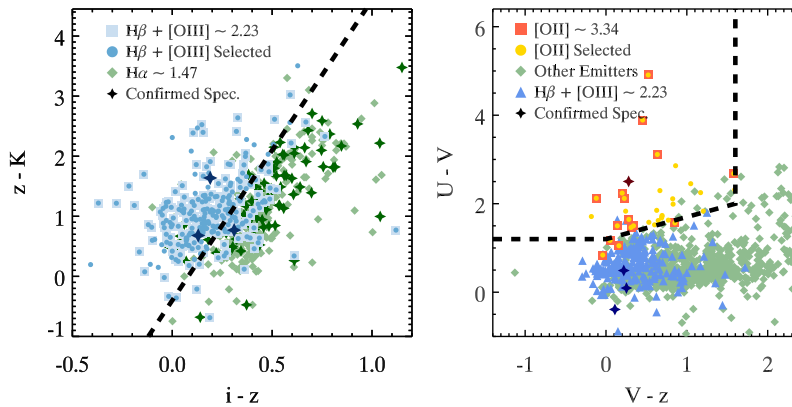 Hβ + [OIII] ~ 2.23
Hβ + [OIII] Selected
Hα ~ 1.47
Confirmed Spec.
4
3
2
1
0
-1
z - K
-0.5
0.0
0.5
1.0
i - z
[OII] ~ 3.34
[OII] Selected
Other Emitters
Hβ + [OIII] ~ 2.23
Confirmed Spec.
6
4
2
0
U - V
-1
0
1
2
V - z